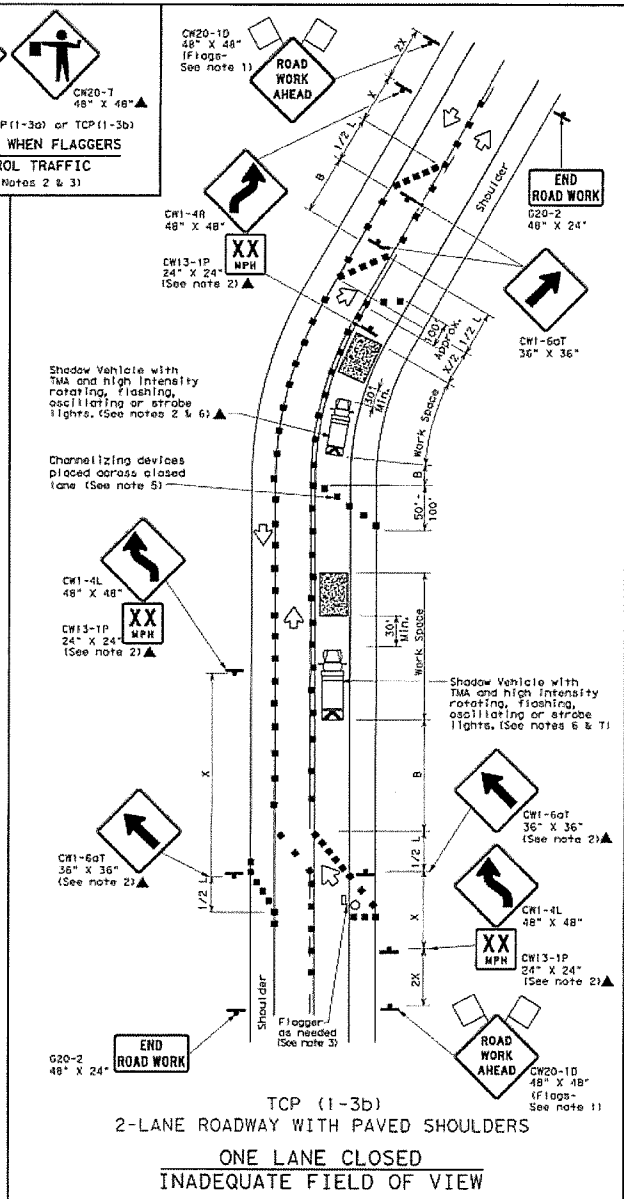 CW20-7
48" X 48" ▲
P(1-3a) or TCP(1-3b)
WHEN FLAGGERS
ROL TRAFFIC
Notes 2 & 3)
CW20-1D
48" X 48"
(Flags-
See note 1)
ROAD
WORK
AHEAD
2X
X
1/2 L
B
Shoulder
END
ROAD WORK
G20-2
48" X 24"
CW1-4R
48" X 48"
XX
MPH
CW13-1P
24" X 24"
(See note 2) ▲
CW1-6aT
36" X 36"
100'
Approx.
X/2
1/2 L
30'
Min.
Work Space
B
50'-
100'
Shadow Vehicle with
TMA and high intensity
rotating, flashing,
oscillating or strobe
lights. (See notes 2 & 6) ▲
Channelizing devices
placed across closed
lane (See note 5)
CW1-4L
48" X 48"
XX
MPH
CW13-1P
24" X 24"
(See note 2) ▲
30'
Min.
Work Space
Shadow Vehicle with
TMA and high intensity
rotating, flashing,
oscillating or strobe
lights. (See notes 6 & 7)
X
B
CW1-6aT
36" X 36"
(See note 2) ▲
CW1-6aT
36" X 36"
(See note 2) ▲
1/2 L
1/2 L
X
2X
CW1-4L
48" X 48"
XX
MPH
CW13-1P
24" X 24"
(See note 2) ▲
Shoulder
Flagger
as needed
(See note 3)
END
ROAD WORK
G20-2
48" X 24"
ROAD
WORK
AHEAD
CW20-1D
48" X 48"
(Flags-
See note 1)
TCP (1-3b)
2-LANE ROADWAY WITH PAVED SHOULDERS
ONE LANE CLOSED
INADEQUATE FIELD OF VIEW